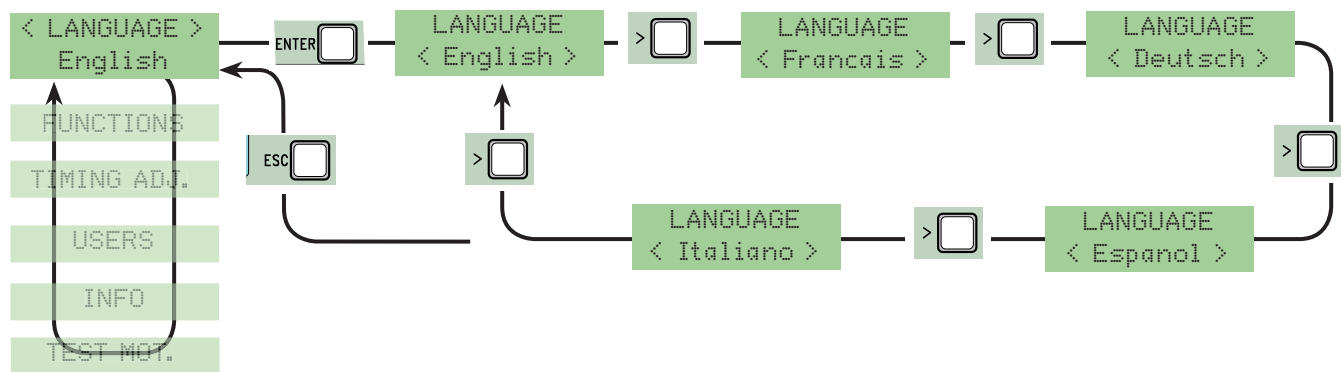 < LANGUAGE >
English
ENTER
LANGUAGE
< English >
>
LANGUAGE
< Francais >
>
LANGUAGE
< Deutsch >
>
LANGUAGE
< Espanol >
>
LANGUAGE
< Italiano >
>
ESC
FUNCTIONS
TIMING ADJ.
USERS
INFO
TEST MOT.